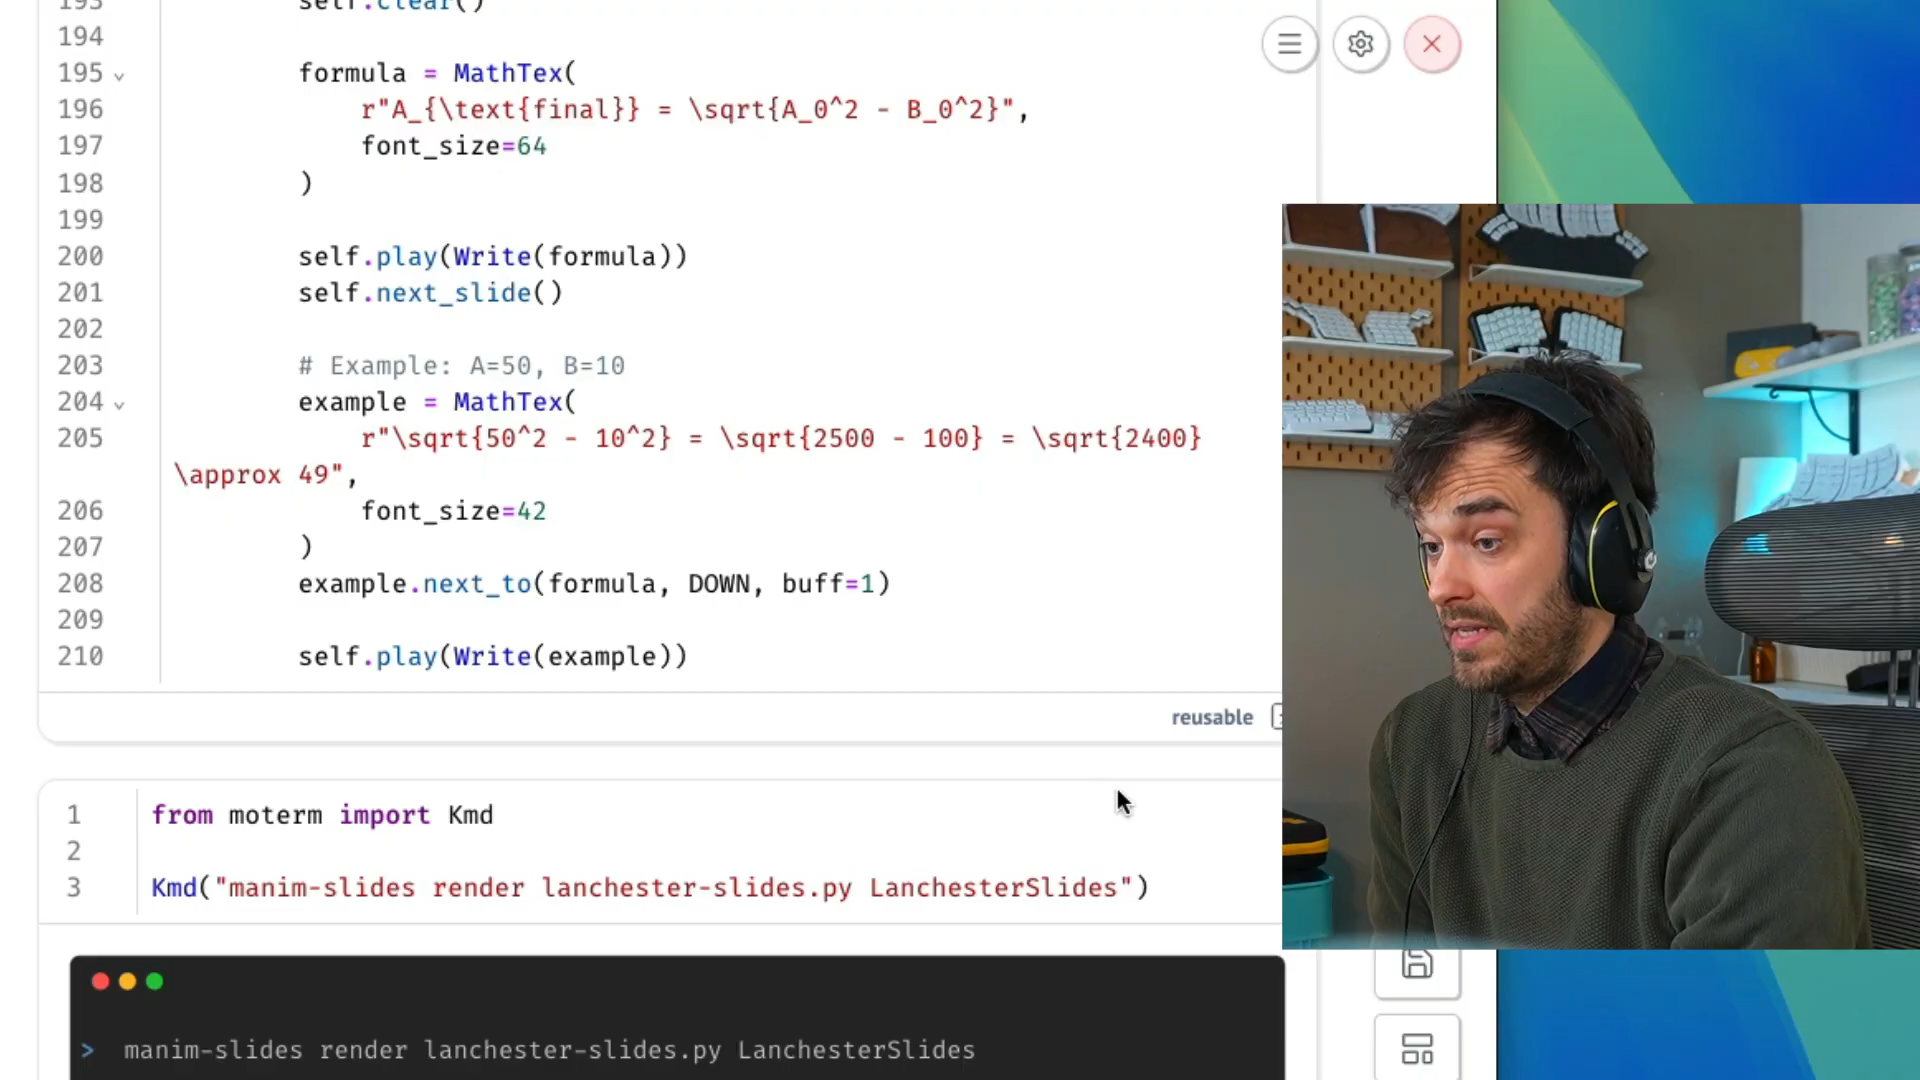 193 self.clear()
194
195 formula = MathTex(
196 r"A_{\text{final}} = \sqrt{A_0^2 - B_0^2}",
197 font_size=64
198 )
199
200 self.play(Write(formula))
201 self.next_slide()
202
203 # Example: A=50, B=10
204 example = MathTex(
205 r"\sqrt{50^2 - 10^2} = \sqrt{2500 - 100} = \sqrt{2400}
\approx 49",
206 font_size=42
207 )
208 example.next_to(formula, DOWN, buff=1)
209
210 self.play(Write(example))
reusable
1 from moterm import Kmd
2
3 Kmd("manim-slides render lanchester-slides.py LanchesterSlides")
> manim-slides render lanchester-slides.py LanchesterSlides